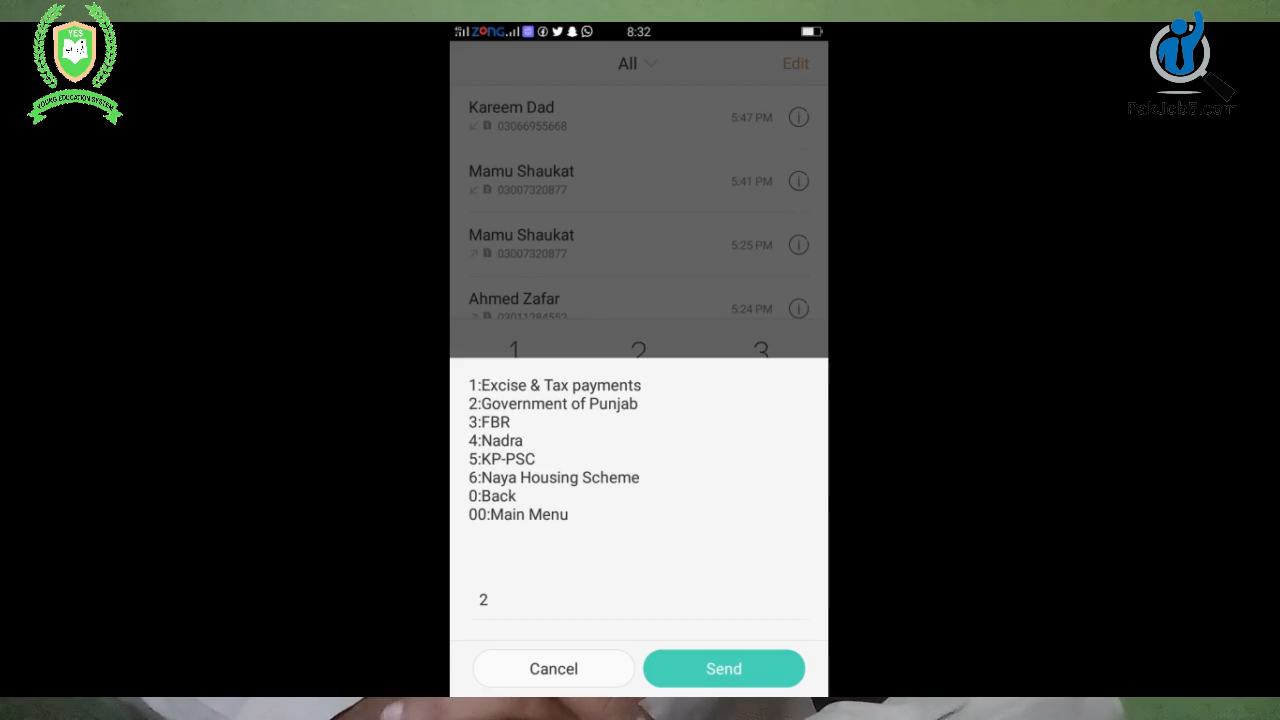 YES
YOUNG EDUCATION SYSTEM
PakJob5.com
ZONG
8:32
All
Edit
Kareem Dad
03066955668
5:47 PM
Mamu Shaukat
03007320877
5:41 PM
Mamu Shaukat
03007320877
5:25 PM
Ahmed Zafar
03011284552
5:24 PM
1 2 3
1:Excise & Tax payments
2:Government of Punjab
3:FBR
4:Nadra
5:KP-PSC
6:Naya Housing Scheme
0:Back
00:Main Menu
2
Cancel
Send